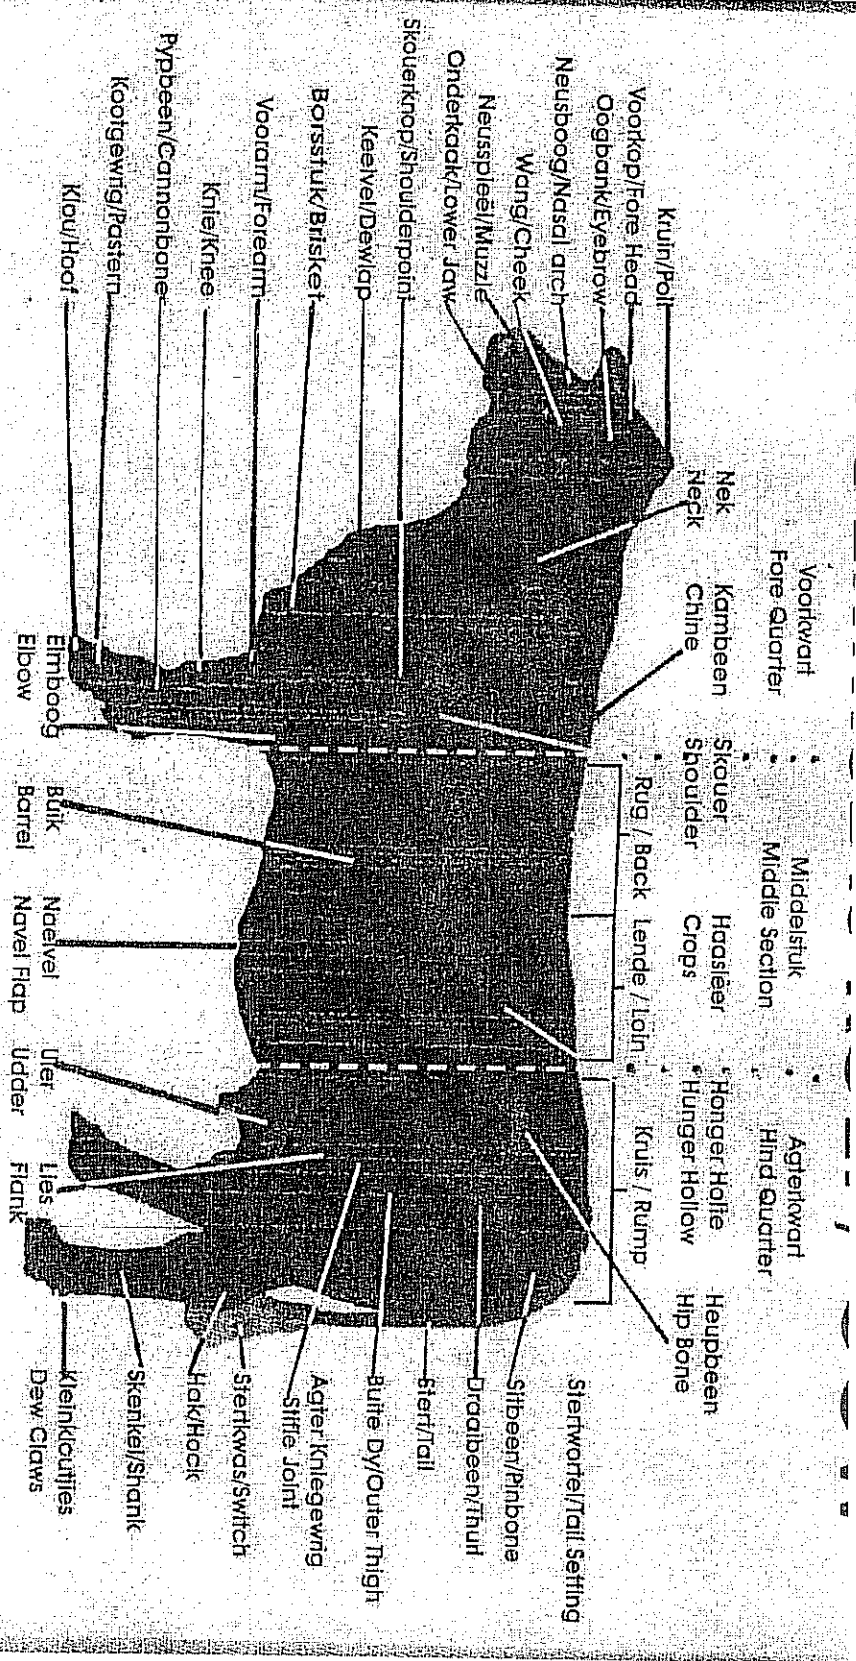 Voorkwart
Fore Quarter
Middelstuk
Middle Section
Agterkwart
Hind Quarter
Nek
Neck
Kambeen
Chine
Skouer
Shoulder
Haasléer
Crops
Honger Holte
Hunger Hollow
Heupbeen
Hip Bone
Rug / Back
Lende / Loin
Kruis / Rump
Kruin/Poll
Voorkop/Fore Head
Oogbank/Eyebrow
Neusboog/Nasal arch
Wang/Cheek
Neusspieël/Muzzle
Onderkaak/Lower Jaw
Skouerknop/Shoulderpoint
Keelvel/Dewlap
Borsstuk/Brisket
Voorarm/Forearm
Knie/Knee
Pypbeen/Cannonbone
Kootgewrig/Pastern
Klou/Hoof
Stertwortel/Tail Setting
Sitbeen/Pinbone
Draaibeen/Thurl
Stert/Tail
Buite Dy/Outer Thigh
Agter Kniegewrig
Stifle Joint
Stertkwas/Switch
Hak/Hock
Skenkel/Shank
Kleinkloutjies
Dew Claws
Elmboog
Elbow
Buik
Barrel
Naelvel
Navel Flap
Uier
Udder
Lies
Flank